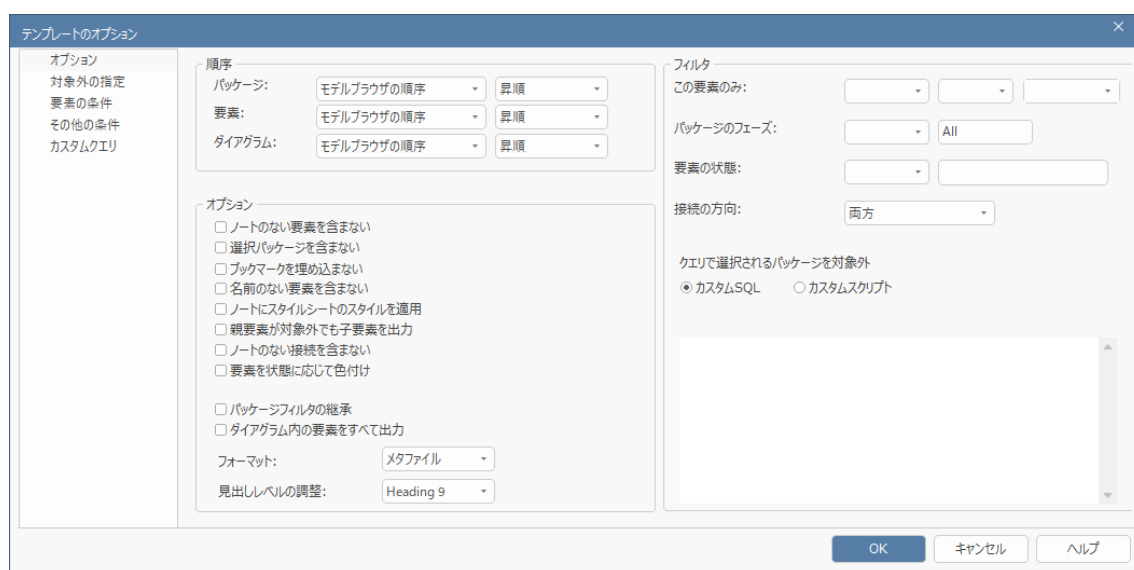 テンプレートのオプション
オプション
対象外の指定
要素の条件
その他の条件
カスタムクエリ
順序
パッケージ: モデルブラウザの順序 昇順
要素: モデルブラウザの順序 昇順
ダイアグラム: モデルブラウザの順序 昇順
オプション
ノートのない要素を含まない
選択パッケージを含まない
ブックマークを埋め込まない
名前のない要素を含まない
ノートにスタイルシートのスタイルを適用
親要素が対象外でも子要素を出力
ノートのない接続を含まない
要素を状態に応じて色付け
パッケージフィルタの継承
ダイアグラム内の要素をすべて出力
フォーマット: メタファイル
見出しレベルの調整: Heading 9
フィルタ
この要素のみ:
パッケージのフェーズ: All
要素の状態:
接続の方向: 両方
クエリで選択されるパッケージを対象外
カスタムSQL カスタムスクリプト
OK キャンセル ヘルプ